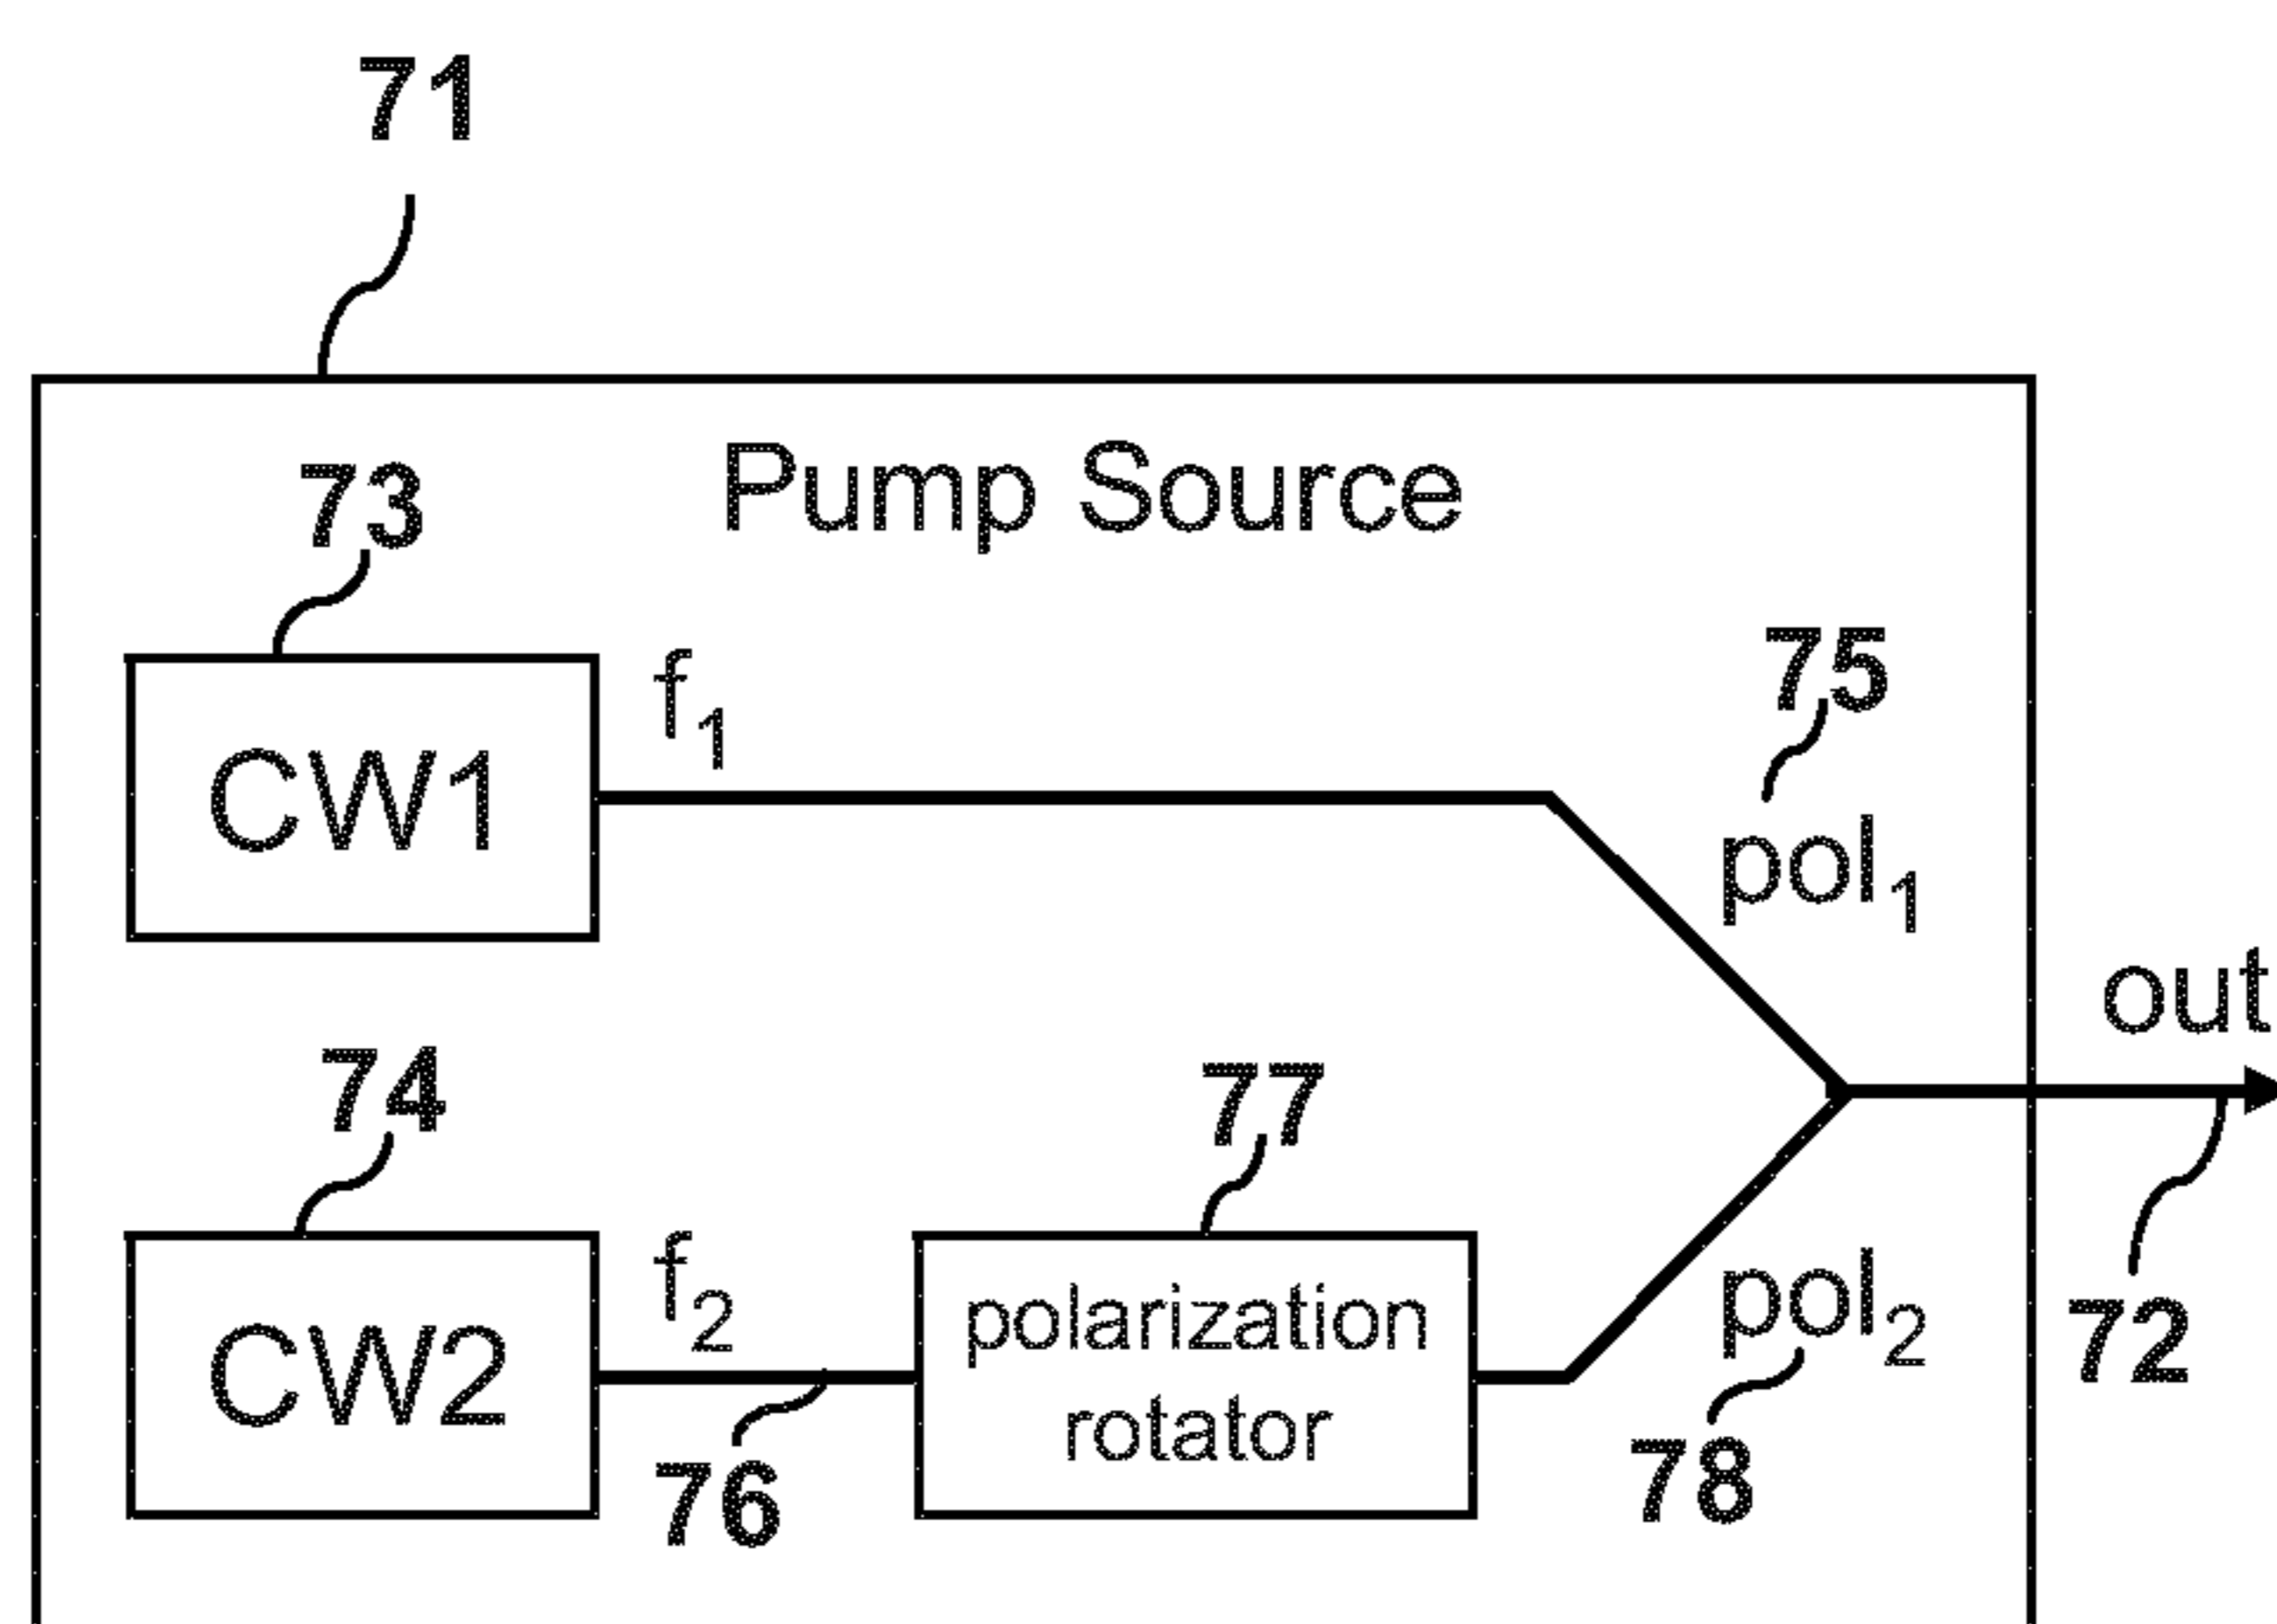 71
Pump Source
73
f1
CW1
75
pol1
out
74
77
f2
CW2
polarization
rotator
pol2
72
76
78